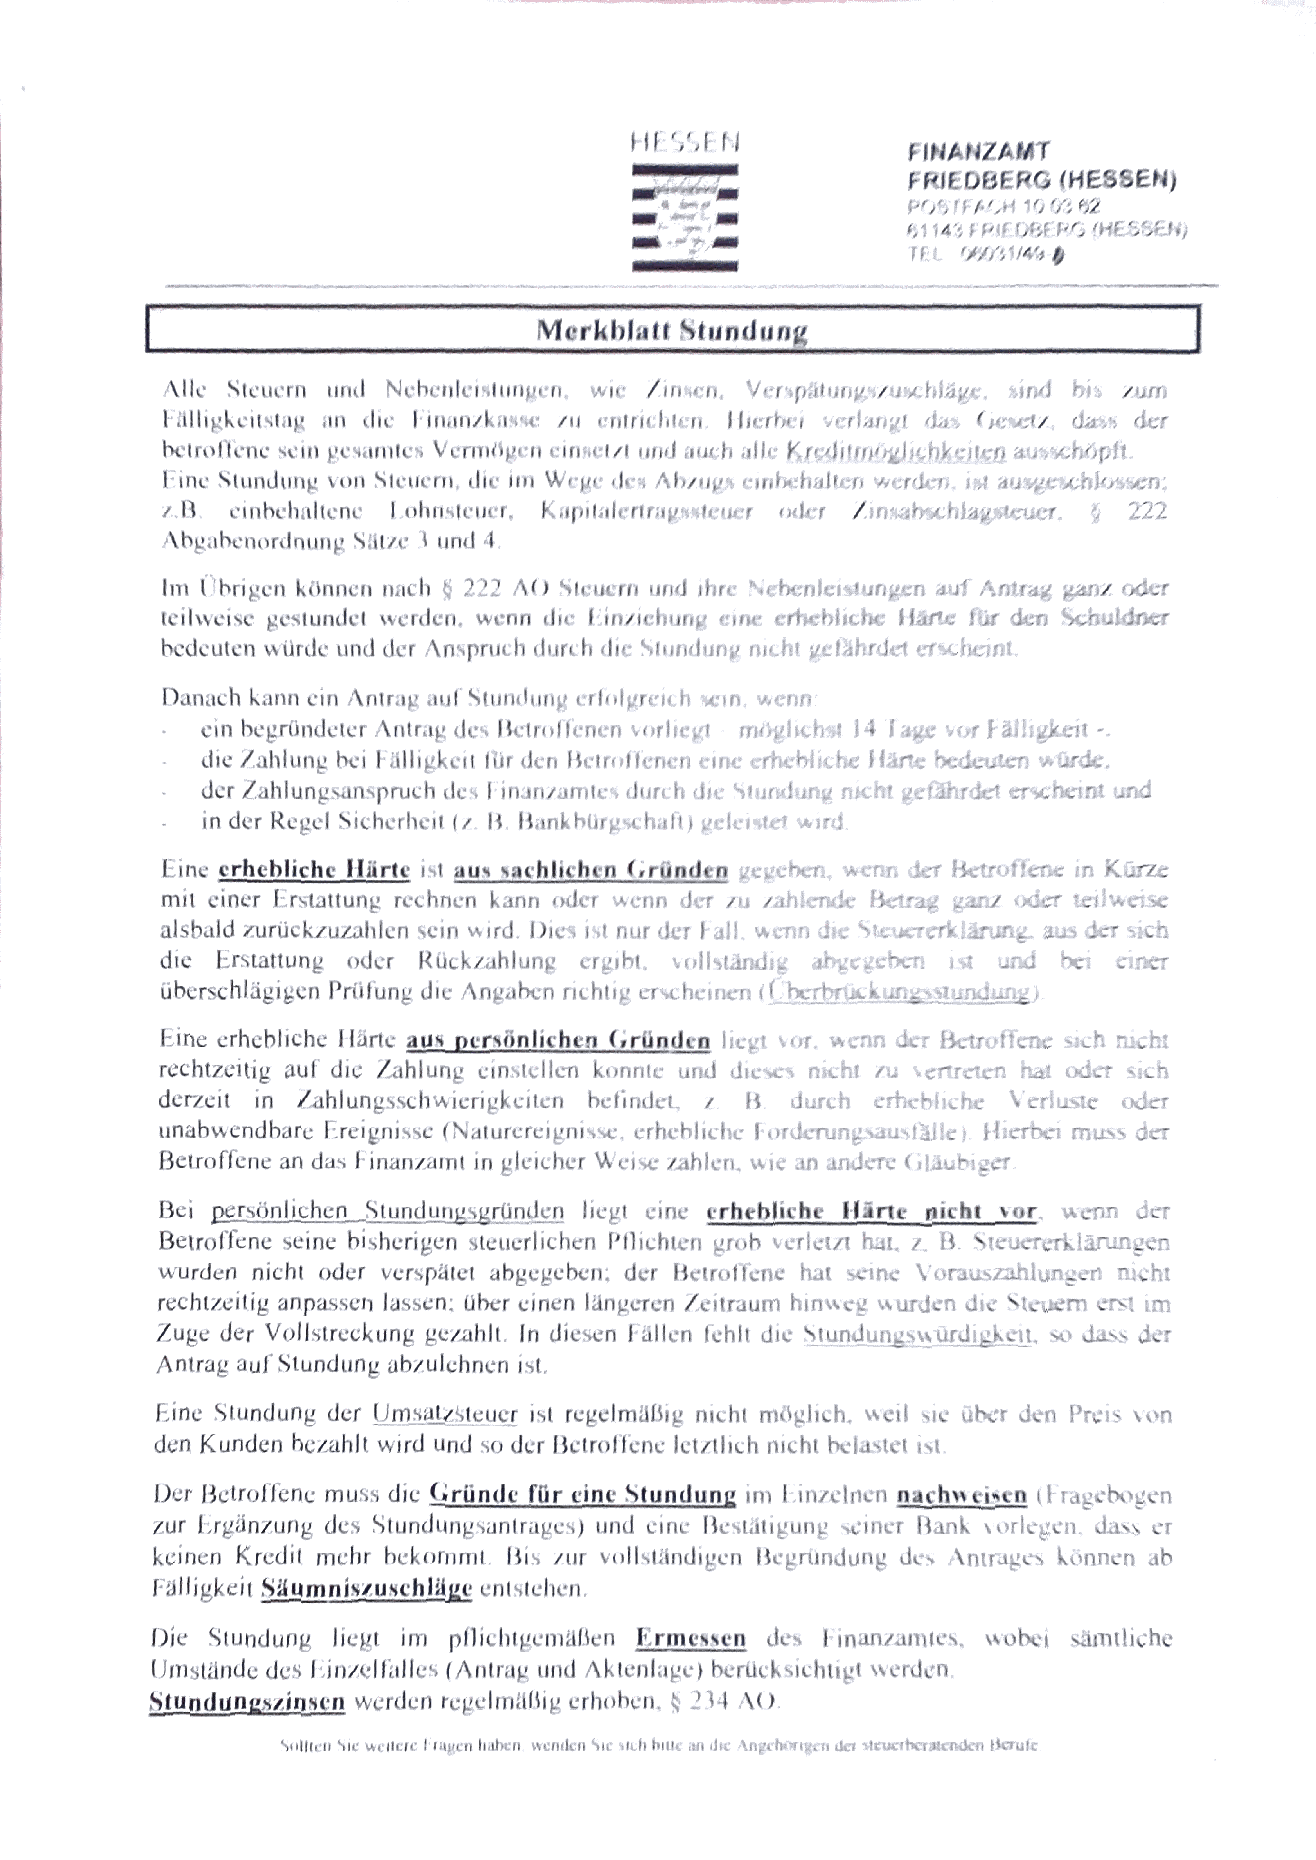 HESSEN
FINANZAMT
FRIEDBERG (HESSEN)
POSTFACH 10 03 62
61143 FRIEDBERG (HESSEN)
TEL 06031/49-0
Merkblatt Stundung
Alle Steuern und Nebenleistungen, wie Zinsen, Verspätungszuschläge, sind bis zum
Fälligkeitstag an die Finanzkasse zu entrichten. Hierbei verlangt das Gesetz, dass der
betroffene sein gesamtes Vermögen einsetzt und auch alle Kreditmöglichkeiten ausschöpft.
Eine Stundung von Steuern, die im Wege des Abzugs einbehalten werden, ist ausgeschlossen;
z.B. einbehaltene Lohnsteuer, Kapitalertragssteuer oder Zinsabschlagsteuer, § 222
Abgabenordnung Sätze 3 und 4.
Im Übrigen können nach § 222 AO Steuern und ihre Nebenleistungen auf Antrag ganz oder
teilweise gestundet werden, wenn die Einziehung eine erhebliche Härte für den Schuldner
bedeuten würde und der Anspruch durch die Stundung nicht gefährdet erscheint.
Danach kann ein Antrag auf Stundung erfolgreich sein, wenn:
- ein begründeter Antrag des Betroffenen vorliegt - möglichst 14 Tage vor Fälligkeit -,
- die Zahlung bei Fälligkeit für den Betroffenen eine erhebliche Härte bedeuten würde,
- der Zahlungsanspruch des Finanzamtes durch die Stundung nicht gefährdet erscheint und
- in der Regel Sicherheit (z. B. Bankbürgschaft) geleistet wird.
Eine erhebliche Härte ist aus sachlichen Gründen gegeben, wenn der Betroffene in Kürze
mit einer Erstattung rechnen kann oder wenn der zu zahlende Betrag ganz oder teilweise
alsbald zurückzuzahlen sein wird. Dies ist nur der Fall, wenn die Steuererklärung, aus der sich
die Erstattung oder Rückzahlung ergibt, vollständig abgegeben ist und bei einer
überschlägigen Prüfung die Angaben richtig erscheinen (Überbrückungsstundung).
Eine erhebliche Härte aus persönlichen Gründen liegt vor, wenn der Betroffene sich nicht
rechtzeitig auf die Zahlung einstellen konnte und dieses nicht zu vertreten hat oder sich
derzeit in Zahlungsschwierigkeiten befindet, z. B. durch erhebliche Verluste oder
unabwendbare Ereignisse (Naturereignisse, erhebliche Forderungsausfälle). Hierbei muss der
Betroffene an das Finanzamt in gleicher Weise zahlen, wie an andere Gläubiger.
Bei persönlichen Stundungsgründen liegt eine erhebliche Härte nicht vor, wenn der
Betroffene seine bisherigen steuerlichen Pflichten grob verletzt hat, z. B. Steuererklärungen
wurden nicht oder verspätet abgegeben; der Betroffene hat seine Vorauszahlungen nicht
rechtzeitig anpassen lassen; über einen längeren Zeitraum hinweg wurden die Steuern erst im
Zuge der Vollstreckung gezahlt. In diesen Fällen fehlt die Stundungswürdigkeit, so dass der
Antrag auf Stundung abzulehnen ist.
Eine Stundung der Umsatzsteuer ist regelmäßig nicht möglich, weil sie über den Preis von
den Kunden bezahlt wird und so der Betroffene letztlich nicht belastet ist.
Der Betroffene muss die Gründe für eine Stundung im Einzelnen nachweisen (Fragebogen
zur Ergänzung des Stundungsantrages) und eine Bestätigung seiner Bank vorlegen, dass er
keinen Kredit mehr bekommt. Bis zur vollständigen Begründung des Antrages können ab
Fälligkeit Säumniszuschläge entstehen.
Die Stundung liegt im pflichtgemäßen Ermessen des Finanzamtes, wobei sämtliche
Umstände des Einzelfalles (Antrag und Aktenlage) berücksichtigt werden.
Stundungszinsen werden regelmäßig erhoben, § 234 AO.
Sollten Sie weitere Fragen haben, wenden Sie sich bitte an die Angehörigen der steuerberatenden Berufe